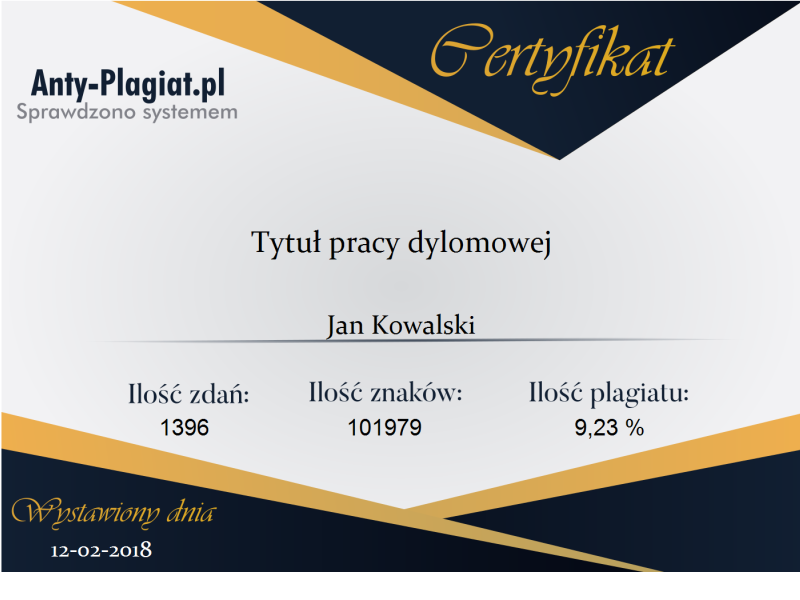 Certyfikat
Anty-Plagiat.pl
Sprawdzono systemem
Tytuł pracy dylomowej
Jan Kowalski
Ilość zdań: Ilość znaków: Ilość plagiatu:
1396 101979 9,23 %
Wystawiony dnia
12-02-2018